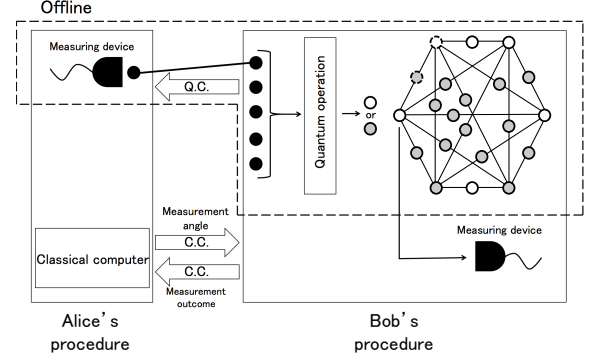 Offline
Measuring device
Q.C.
Quantum operation
or
Measurement
angle
C.C.
Classical computer
C.C.
Measurement
outcome
Measuring device
Alice's
procedure
Bob's
procedure